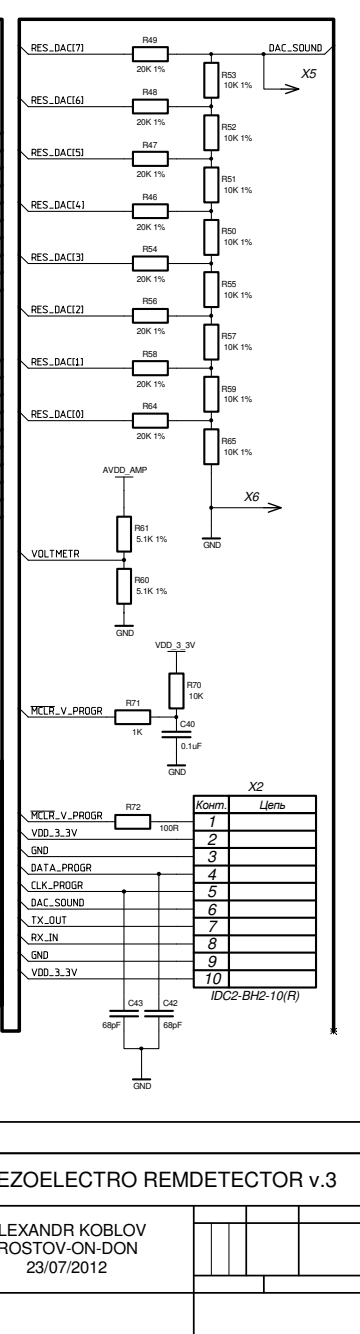 RES_DAC[7]
R49
20K 1%
DAC_SOUND
X5
R53
10K 1%
RES_DAC[6]
R48
20K 1%
R52
10K 1%
RES_DAC[5]
R47
20K 1%
R51
10K 1%
RES_DAC[4]
R46
20K 1%
R50
10K 1%
RES_DAC[3]
R54
20K 1%
R55
10K 1%
RES_DAC[2]
R56
20K 1%
R57
10K 1%
RES_DAC[1]
R58
20K 1%
R59
10K 1%
RES_DAC[0]
R64
20K 1%
R65
10K 1%
X6
GND
AVDD_AMP
R61
5.1K 1%
VOLTMETR
R60
5.1K 1%
GND
VDD_3_3V
R70
10K
MCLR_V_PROGR
R71
1K
C40
0.1uF
GND
X2
Конт. Цепь
MCLR_V_PROGR
R72
100R
1
VDD_3_3V 2
GND 3
DATA_PROGR 4
CLK_PROGR 5
DAC_SOUND 6
TX_OUT 7
RX_IN 8
GND 9
VDD_3_3V 10
IDC2-BH2-10(R)
C43
68pF
C42
68pF
GND
EZOELECTRO REMDETECTOR v.3
LEXANDR KOBLOV
ROSTOV-ON-DON
23/07/2012